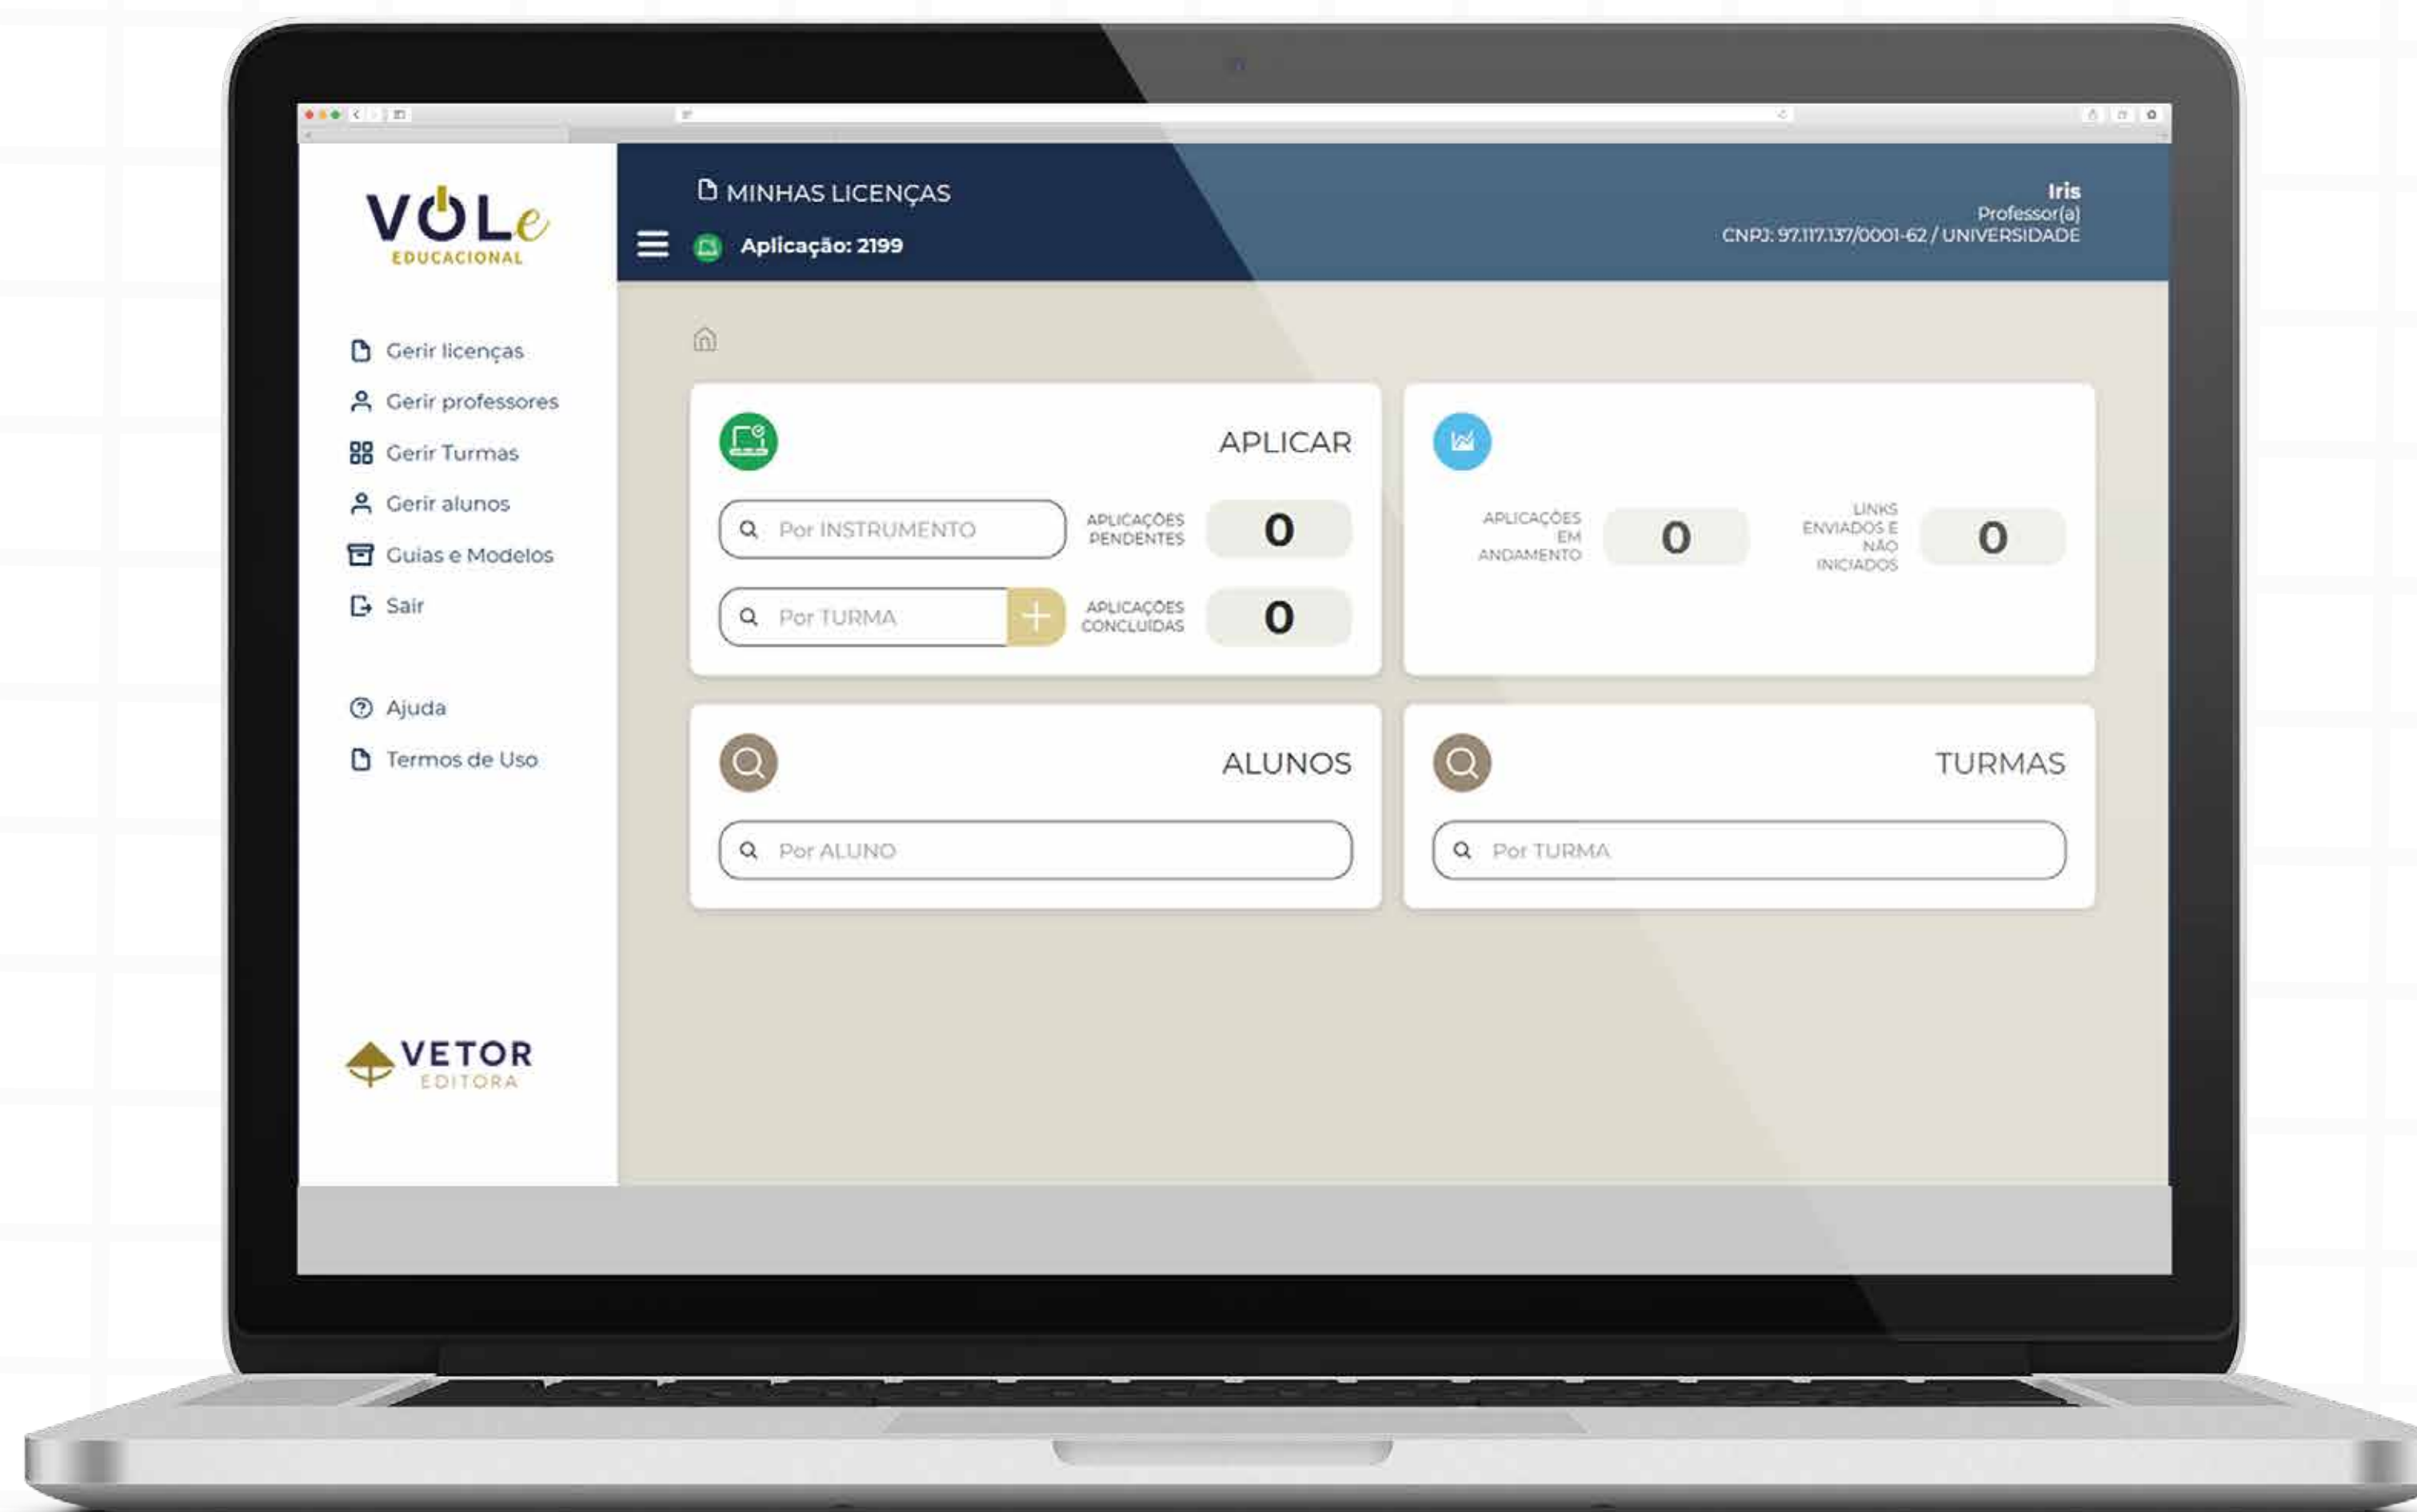 VOLe
EDUCACIONAL
Gerir licenças
Gerir professores
Gerir Turmas
Gerir alunos
Guias e Modelos
Sair
Ajuda
Termos de Uso
VETOR
EDITORA
MINHAS LICENÇAS
Aplicação: 2199
Iris
Professor(a)
CNPJ: 97.117.137/0001-62 / UNIVERSIDADE
APLICAR
Por INSTRUMENTO
APLICAÇÕES
PENDENTES
0
Por TURMA
+
APLICAÇÕES
CONCLUÍDAS
0
APLICAÇÕES
EM
ANDAMENTO
0
LINKS
ENVIADOS E
NÃO
INICIADOS
0
ALUNOS
Por ALUNO
TURMAS
Por TURMA